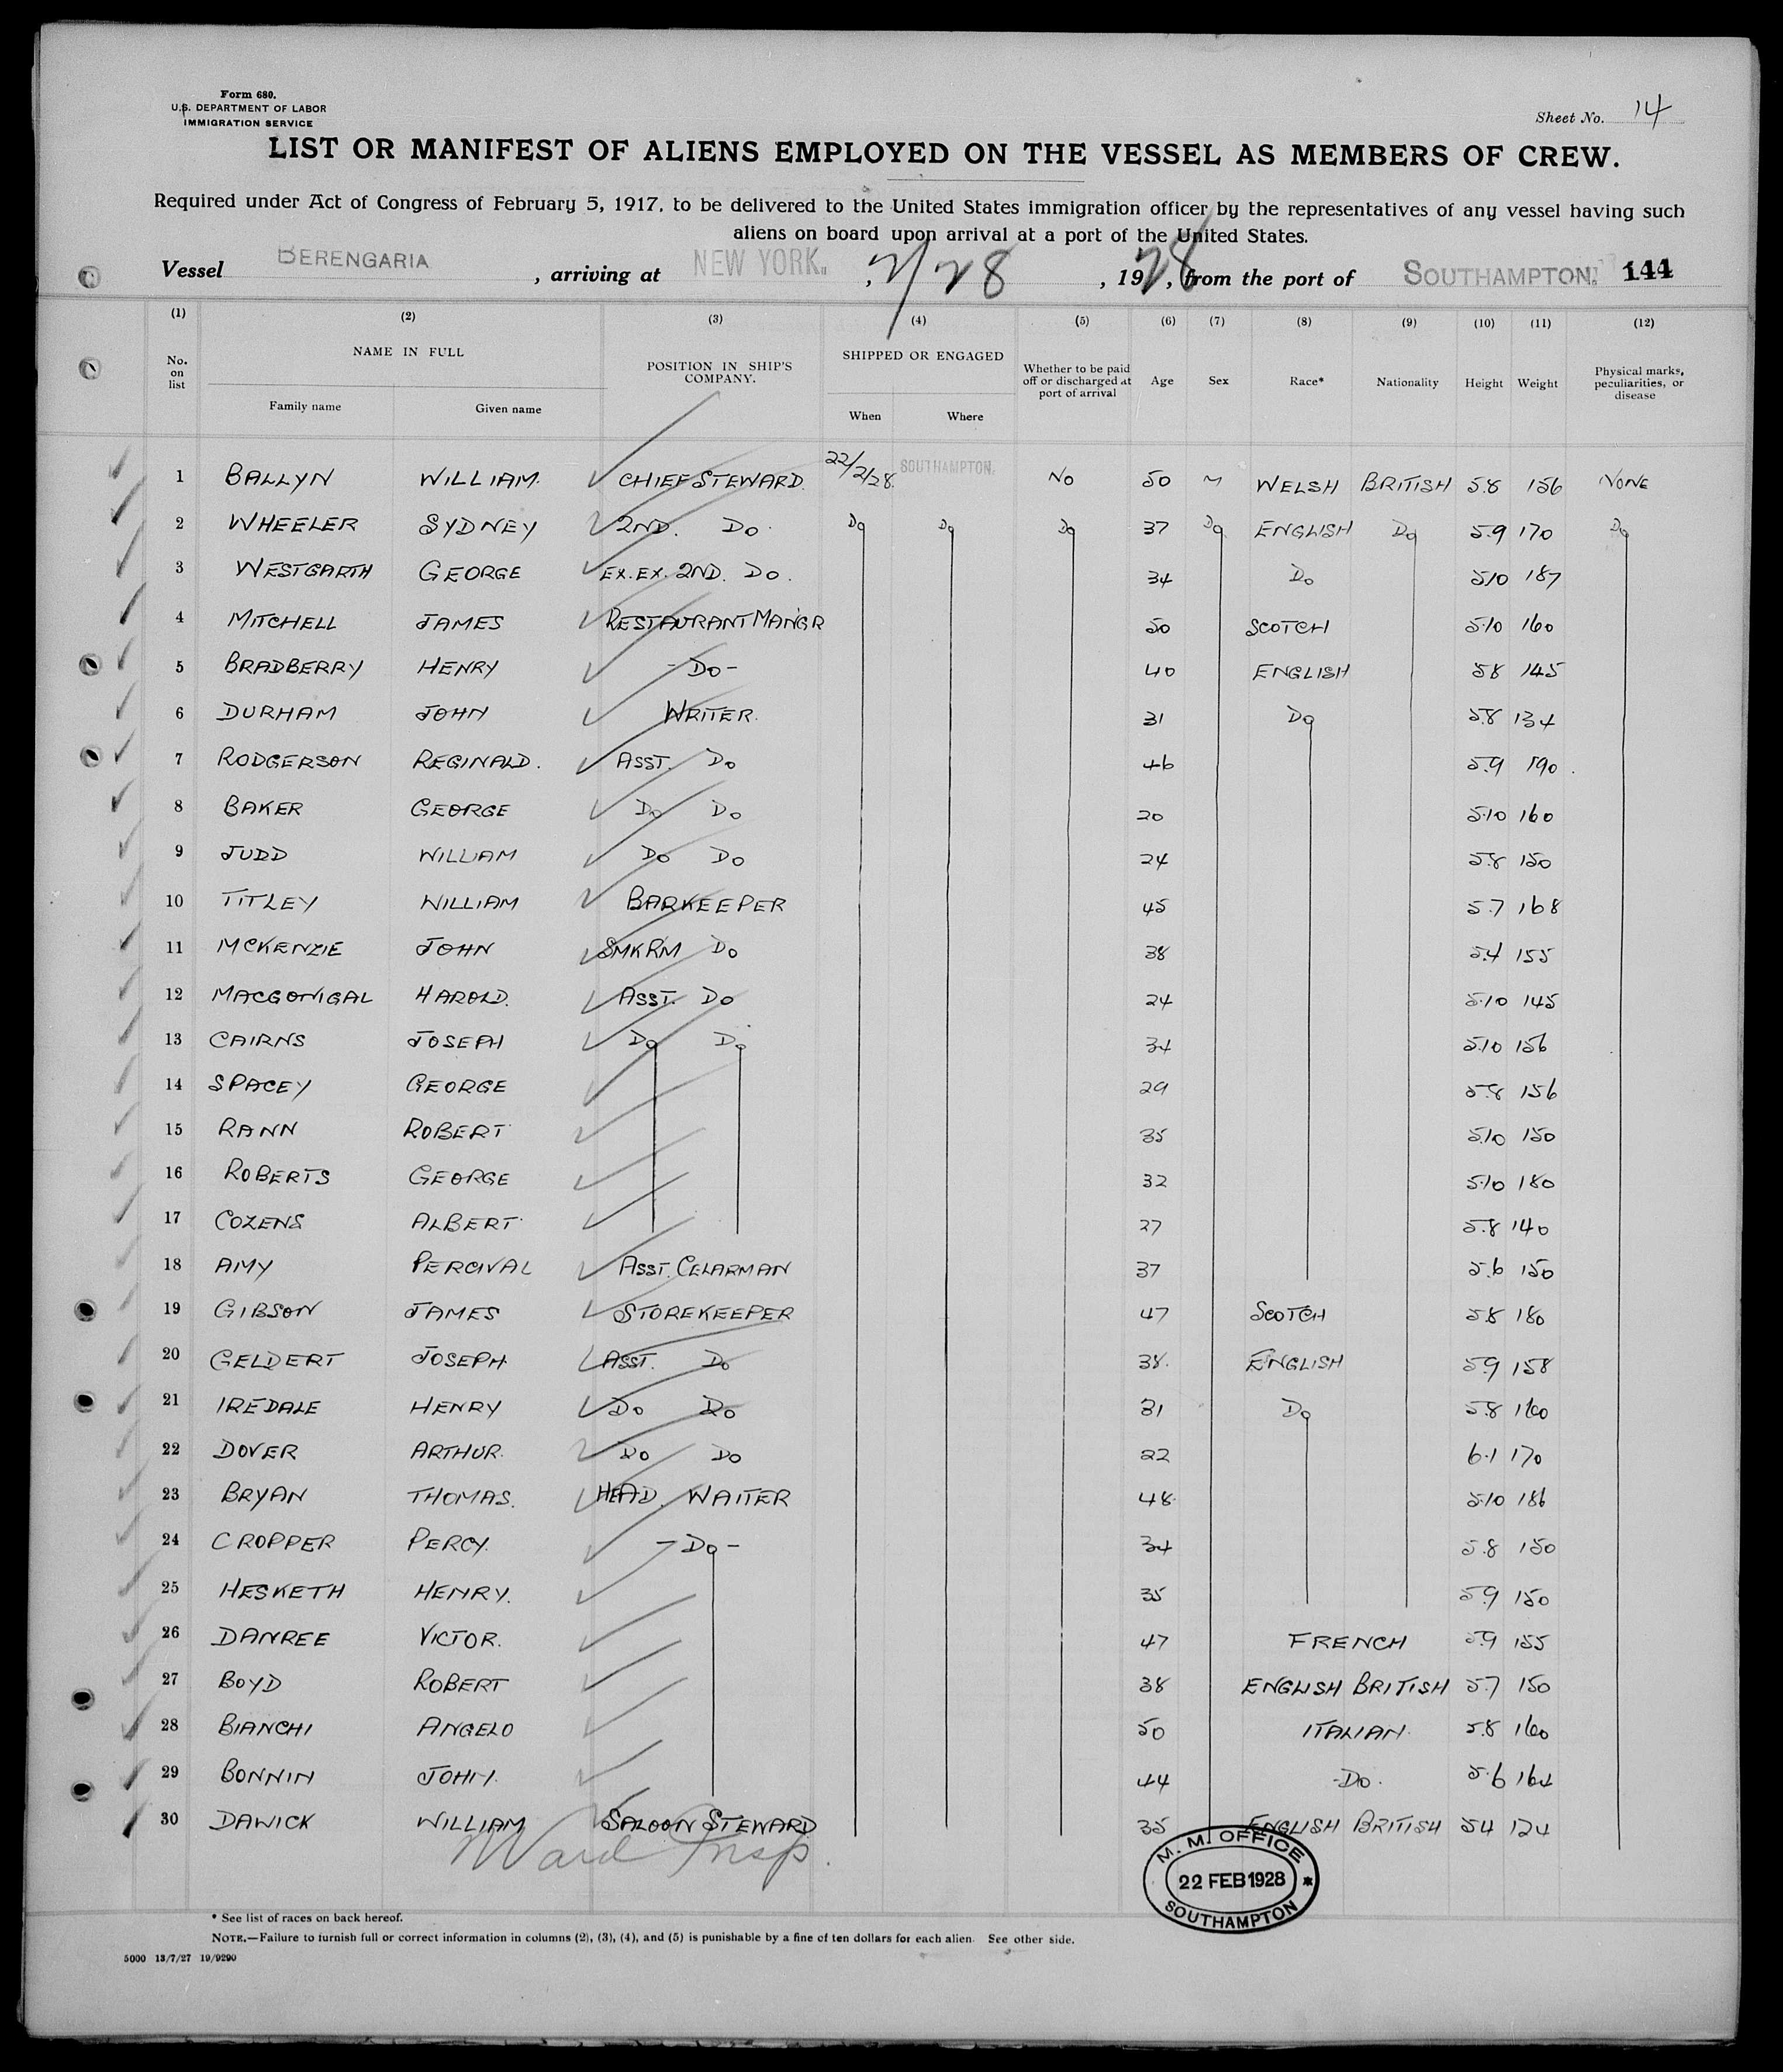 Form 680.
U.S. DEPARTMENT OF LABOR
IMMIGRATION SERVICE
Sheet No. 14
LIST OR MANIFEST OF ALIENS EMPLOYED ON THE VESSEL AS MEMBERS OF CREW.
Required under Act of Congress of February 5, 1917, to be delivered to the United States immigration officer by the representatives of any vessel having such
aliens on board upon arrival at a port of the United States.
Vessel BERENGARIA, arriving at NEW YORK., 2/28, 1928, from the port of SOUTHAMPTON. 144
(1) (2) (3) (4) (5) (6) (7) (8) (9) (10) (11) (12)
No. on list NAME IN FULL Family name Given name POSITION IN SHIP'S COMPANY. SHIPPED OR ENGAGED When Where Whether to be paid off or discharged at port of arrival Age Sex Race* Nationality Height Weight Physical marks, peculiarities, or disease
1 BALLYN WILLIAM. CHIEF STEWARD. 22/2/28 SOUTHAMPTON. NO 50 M WELSH BRITISH 5.8 156 NONE
2 WHEELER SYDNEY 2ND. DO. DO DO DO 37 DO ENGLISH DO 5.9 170 DO
3 WESTGARTH GEORGE EX. EX. 2ND. DO. 34 DO 5.10 187
4 MITCHELL JAMES RESTAURANT MANGR 50 SCOTCH 5.10 160
5 BRADBERRY HENRY -DO- 40 ENGLISH 5.8 145
6 DURHAM JOHN WRITER. 31 DO 5.8 134
7 RODGERSON REGINALD. ASST. DO 46 5.9 190.
8 BAKER GEORGE DO DO 20 5.10 160
9 JUDD WILLIAM DO DO 24 5.8 150
10 TITLEY WILLIAM BARKEEPER 45 5.7 168
11 MCKENZIE JOHN SMKRM DO 38 5.4 155
12 MACGONIGAL HAROLD. ASST. DO 24 5.10 145
13 CAIRNS JOSEPH DO DO 34 5.10 156
14 SPACEY GEORGE 29 5.8 156
15 RANN ROBERT 35 5.10 150
16 ROBERTS GEORGE 32 5.10 180
17 COZENS ALBERT 27 5.8 140
18 AMY PERCIVAL ASST. CELARMAN 37 5.6 150
19 GIBSON JAMES STOREKEEPER 47 SCOTCH 5.8 180
20 GELDERT JOSEPH ASST. DO 38. ENGLISH 5.9 158
21 IREDALE HENRY DO DO 31 DO 5.8 160
22 DOVER ARTHUR. DO DO 22 6.1 170
23 BRYAN THOMAS. HEAD. WAITER 48 5.10 186
24 CROPPER PERCY. -DO- 34 5.8 150
25 HESKETH HENRY. 35 5.9 150
26 DANREE VICTOR. 47 FRENCH 5.9 155
27 BOYD ROBERT 38 ENGLISH BRITISH 5.7 150
28 BIANCHI ANGELO 50 ITALIAN. 5.8 160
29 BONNIN JOHN. 44 -DO. 5.6 164
30 DAWICK WILLIAM SALOON STEWARD 35 ENGLISH BRITISH 5.4 124
Ward Insp.
M. M. OFFICE
22 FEB 1928
SOUTHAMPTON
* See list of races on back hereof.
NOTE.—Failure to furnish full or correct information in columns (2), (3), (4), and (5) is punishable by a fine of ten dollars for each alien. See other side.
5000 13/7/27 19/9290